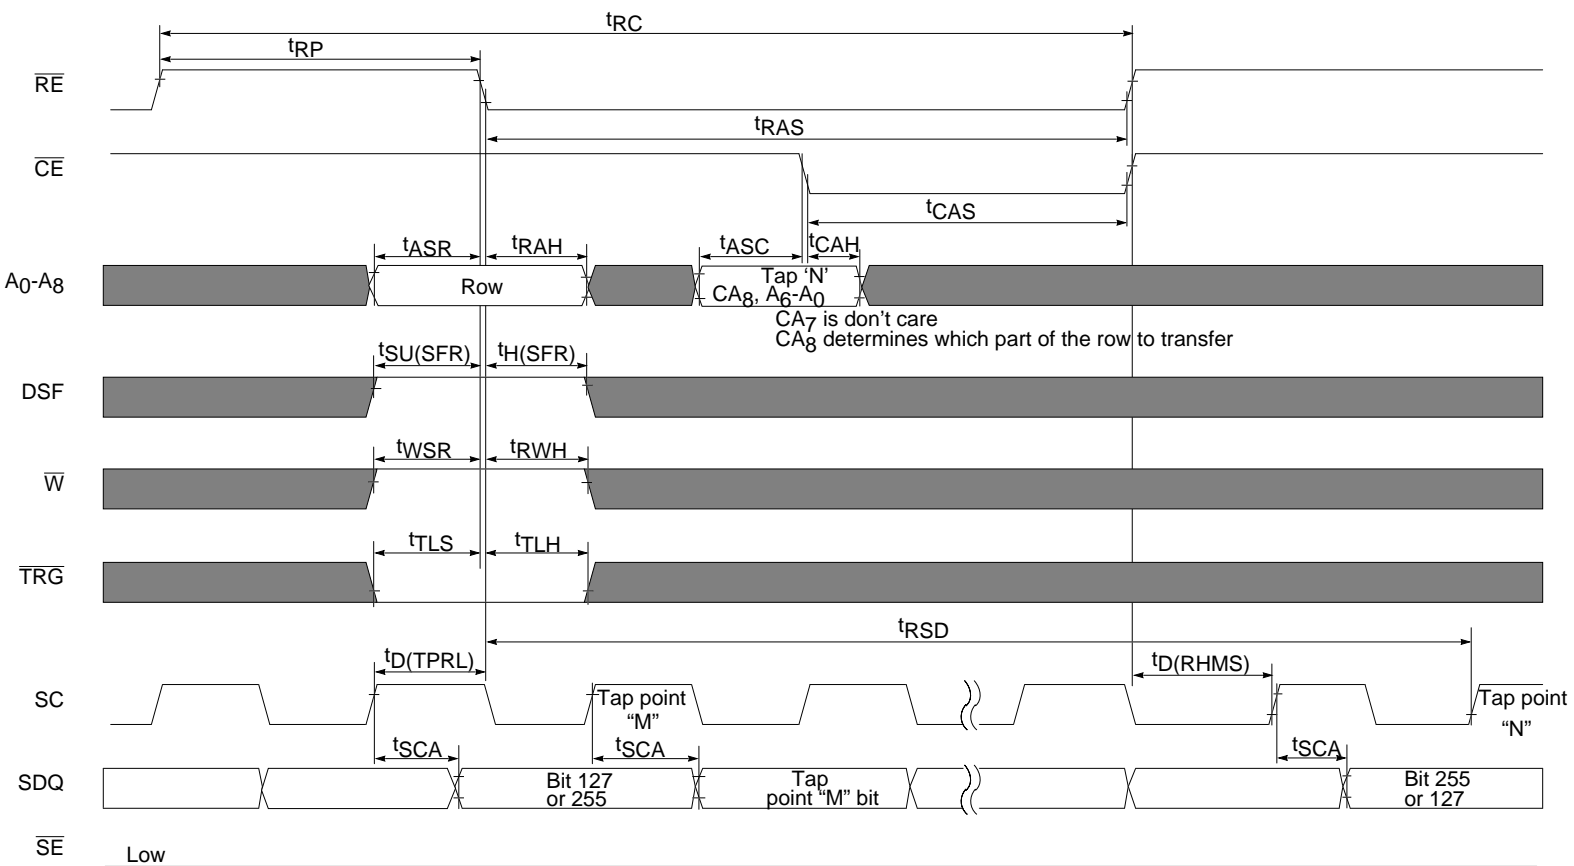 tRC
tRP
RE
tRAS
CE
tCAS
tASR
tRAH
tASC
tCAH
A0-A8
Row
Tap ‘N’
CA8, A6-A0
CA7 is don’t care
CA8 determines which part of the row to transfer
tSU(SFR)
tH(SFR)
DSF
tWSR
tRWH
W
tTLS
tTLH
TRG
tRSD
tD(TPRL)
tD(RHMS)
SC
Tap point
“M”
Tap point
“N”
tSCA
tSCA
tSCA
SDQ
Bit 127
or 255
Tap
point “M” bit
Bit 255
or 127
SE
Low